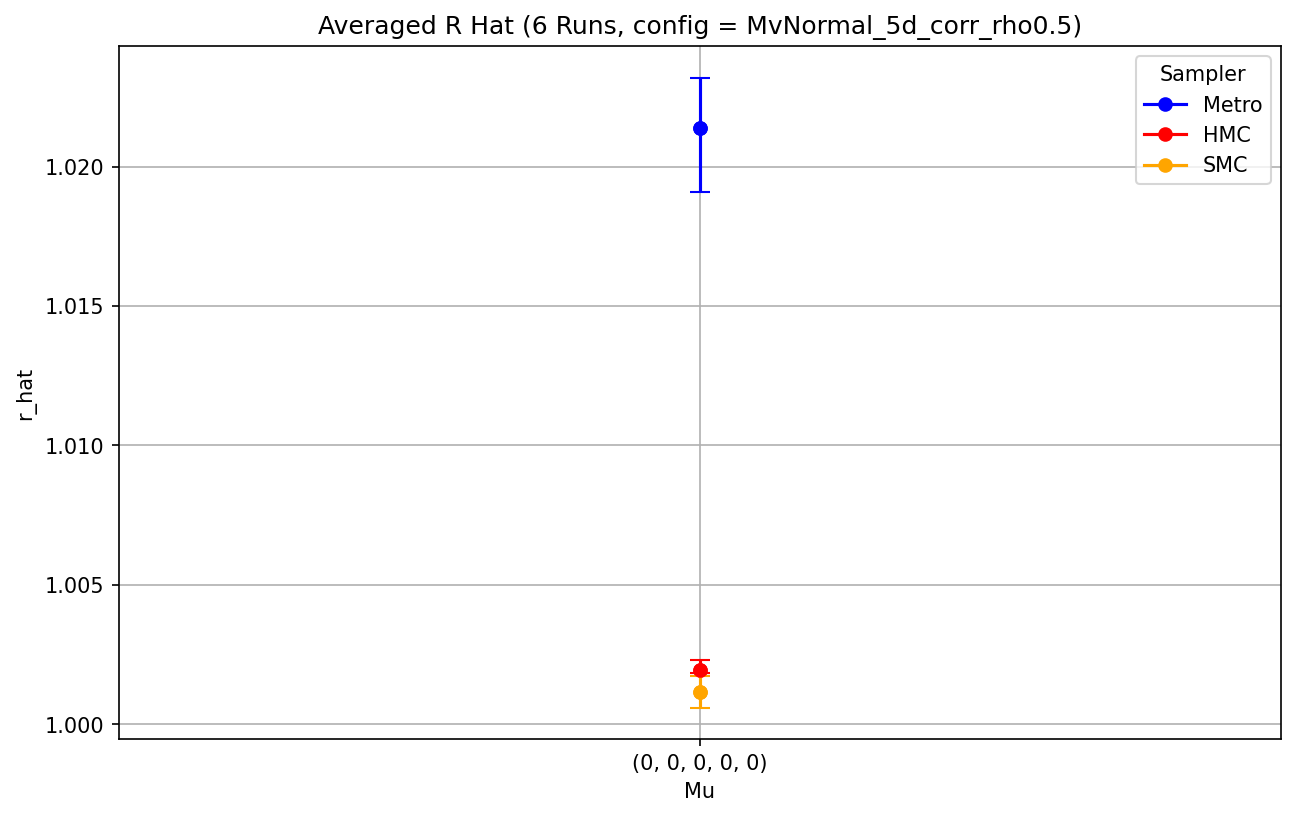 Averaged R Hat (6 Runs, config = MvNormal_5d_corr_rho0.5)
Sampler
Metro
HMC
SMC
1.020
1.015
1.010
1.005
1.000
r_hat
(0, 0, 0, 0, 0)
Mu